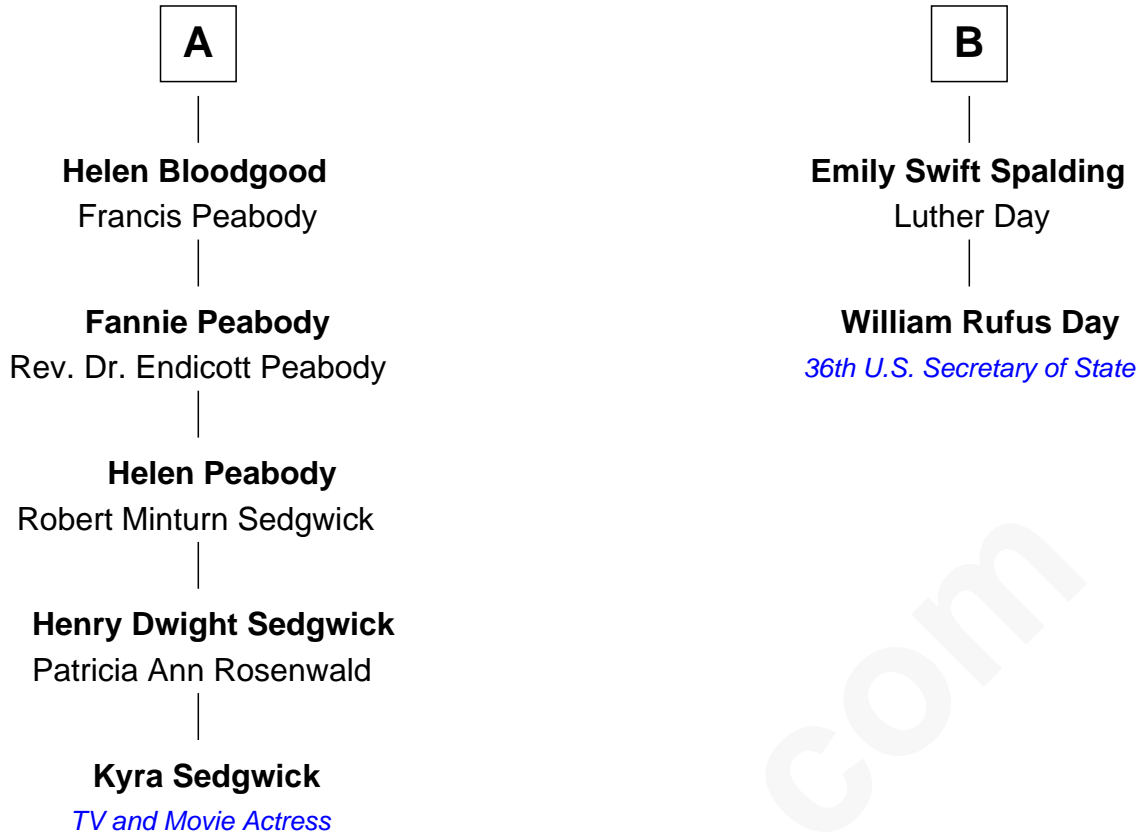 A
Helen Bloodgood
Francis Peabody
Fannie Peabody
Rev. Dr. Endicott Peabody
Helen Peabody
Robert Minturn Sedgwick
Henry Dwight Sedgwick
Patricia Ann Rosenwald
Kyra Sedgwick
TV and Movie Actress
B
Emily Swift Spalding
Luther Day
William Rufus Day
36th U.S. Secretary of State
com